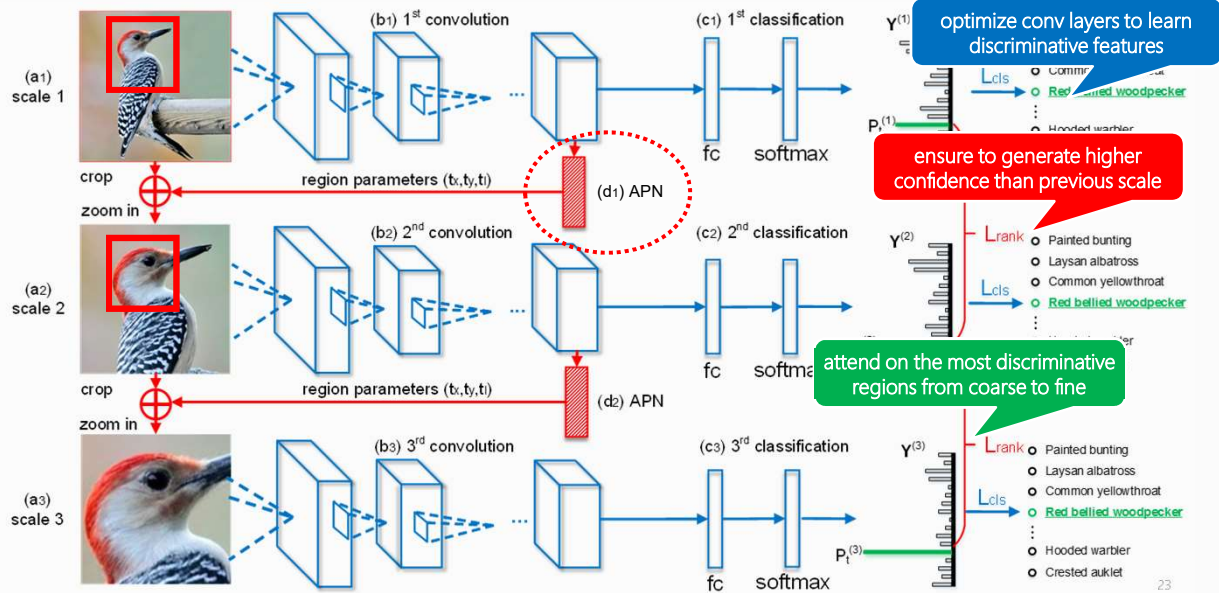 optimize conv layers to learn
discriminative features
(b1) 1st convolution
(c1) 1st classification
Y(1)
(a1)
scale 1
...
Lcls
Red bellied woodpecker
Pt(1)
Hooded warbler
fc
softmax
ensure to generate higher
confidence than previous scale
crop
region parameters (tx,ty,tl)
(d1) APN
zoom in
(b2) 2nd convolution
(c2) 2nd classification
Y(2)
Lrank
Painted bunting
Laysan albatross
Common yellowthroat
(a2)
scale 2
...
Lcls
Red bellied woodpecker
fc
attend on the most discriminative
regions from coarse to fine
crop
region parameters (tx,ty,tl)
(d2) APN
zoom in
(b3) 3rd convolution
(c3) 3rd classification
Y(3)
Lrank
Painted bunting
Laysan albatross
Common yellowthroat
(a3)
scale 3
...
Lcls
Red bellied woodpecker
Pt(3)
Hooded warbler
Crested auklet
fc
softmax
23